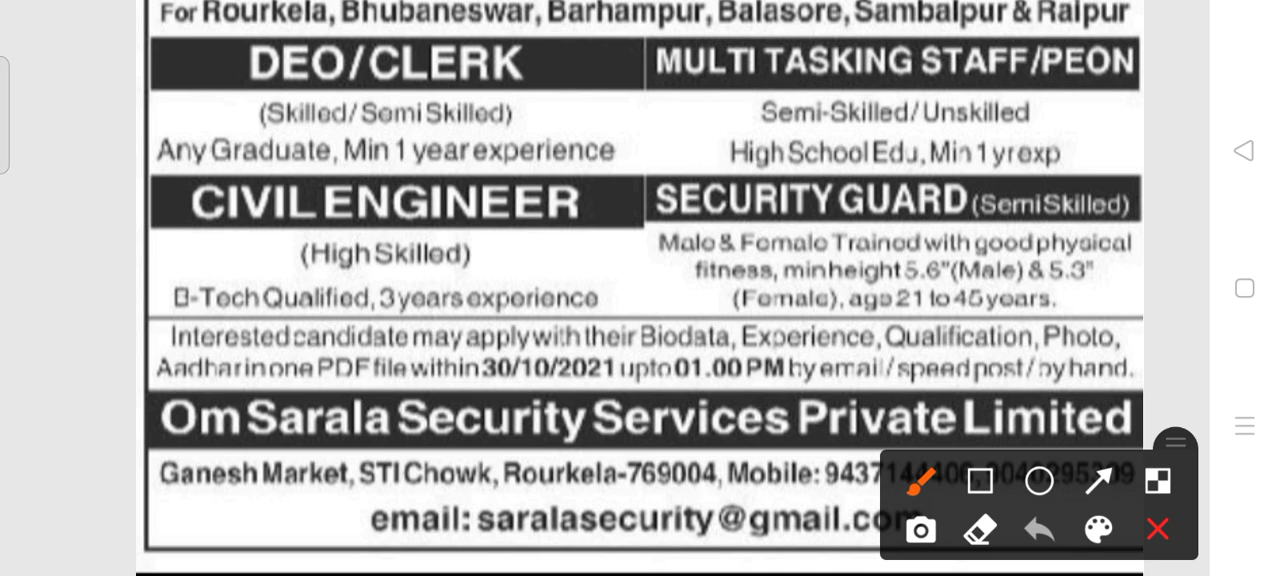 For Rourkela, Bhubaneswar, Barhampur, Balasore, Sambalpur & Raipur
DEO/CLERK
(Skilled/Semi Skilled)
Any Graduate, Min 1 year experience
MULTI TASKING STAFF/PEON
Semi-Skilled/Unskilled
High School Edu, Min 1 yr exp
CIVIL ENGINEER
(High Skilled)
B-Tech Qualified, 3 years experience
SECURITY GUARD (Semi Skilled)
Male & Female Trained with good physical
fitness, min height 5.6"(Male) & 5.3"
(Female), age 21 to 45 years.
Interested candidate may apply with their Biodata, Experience, Qualification, Photo,
Aadhar in one PDF file within 30/10/2021 upto 01.00 PM by email/speed post/by hand.
Om Sarala Security Services Private Limited
Ganesh Market, STI Chowk, Rourkela-769004, Mobile:
email: saralasecurity@gmail.com